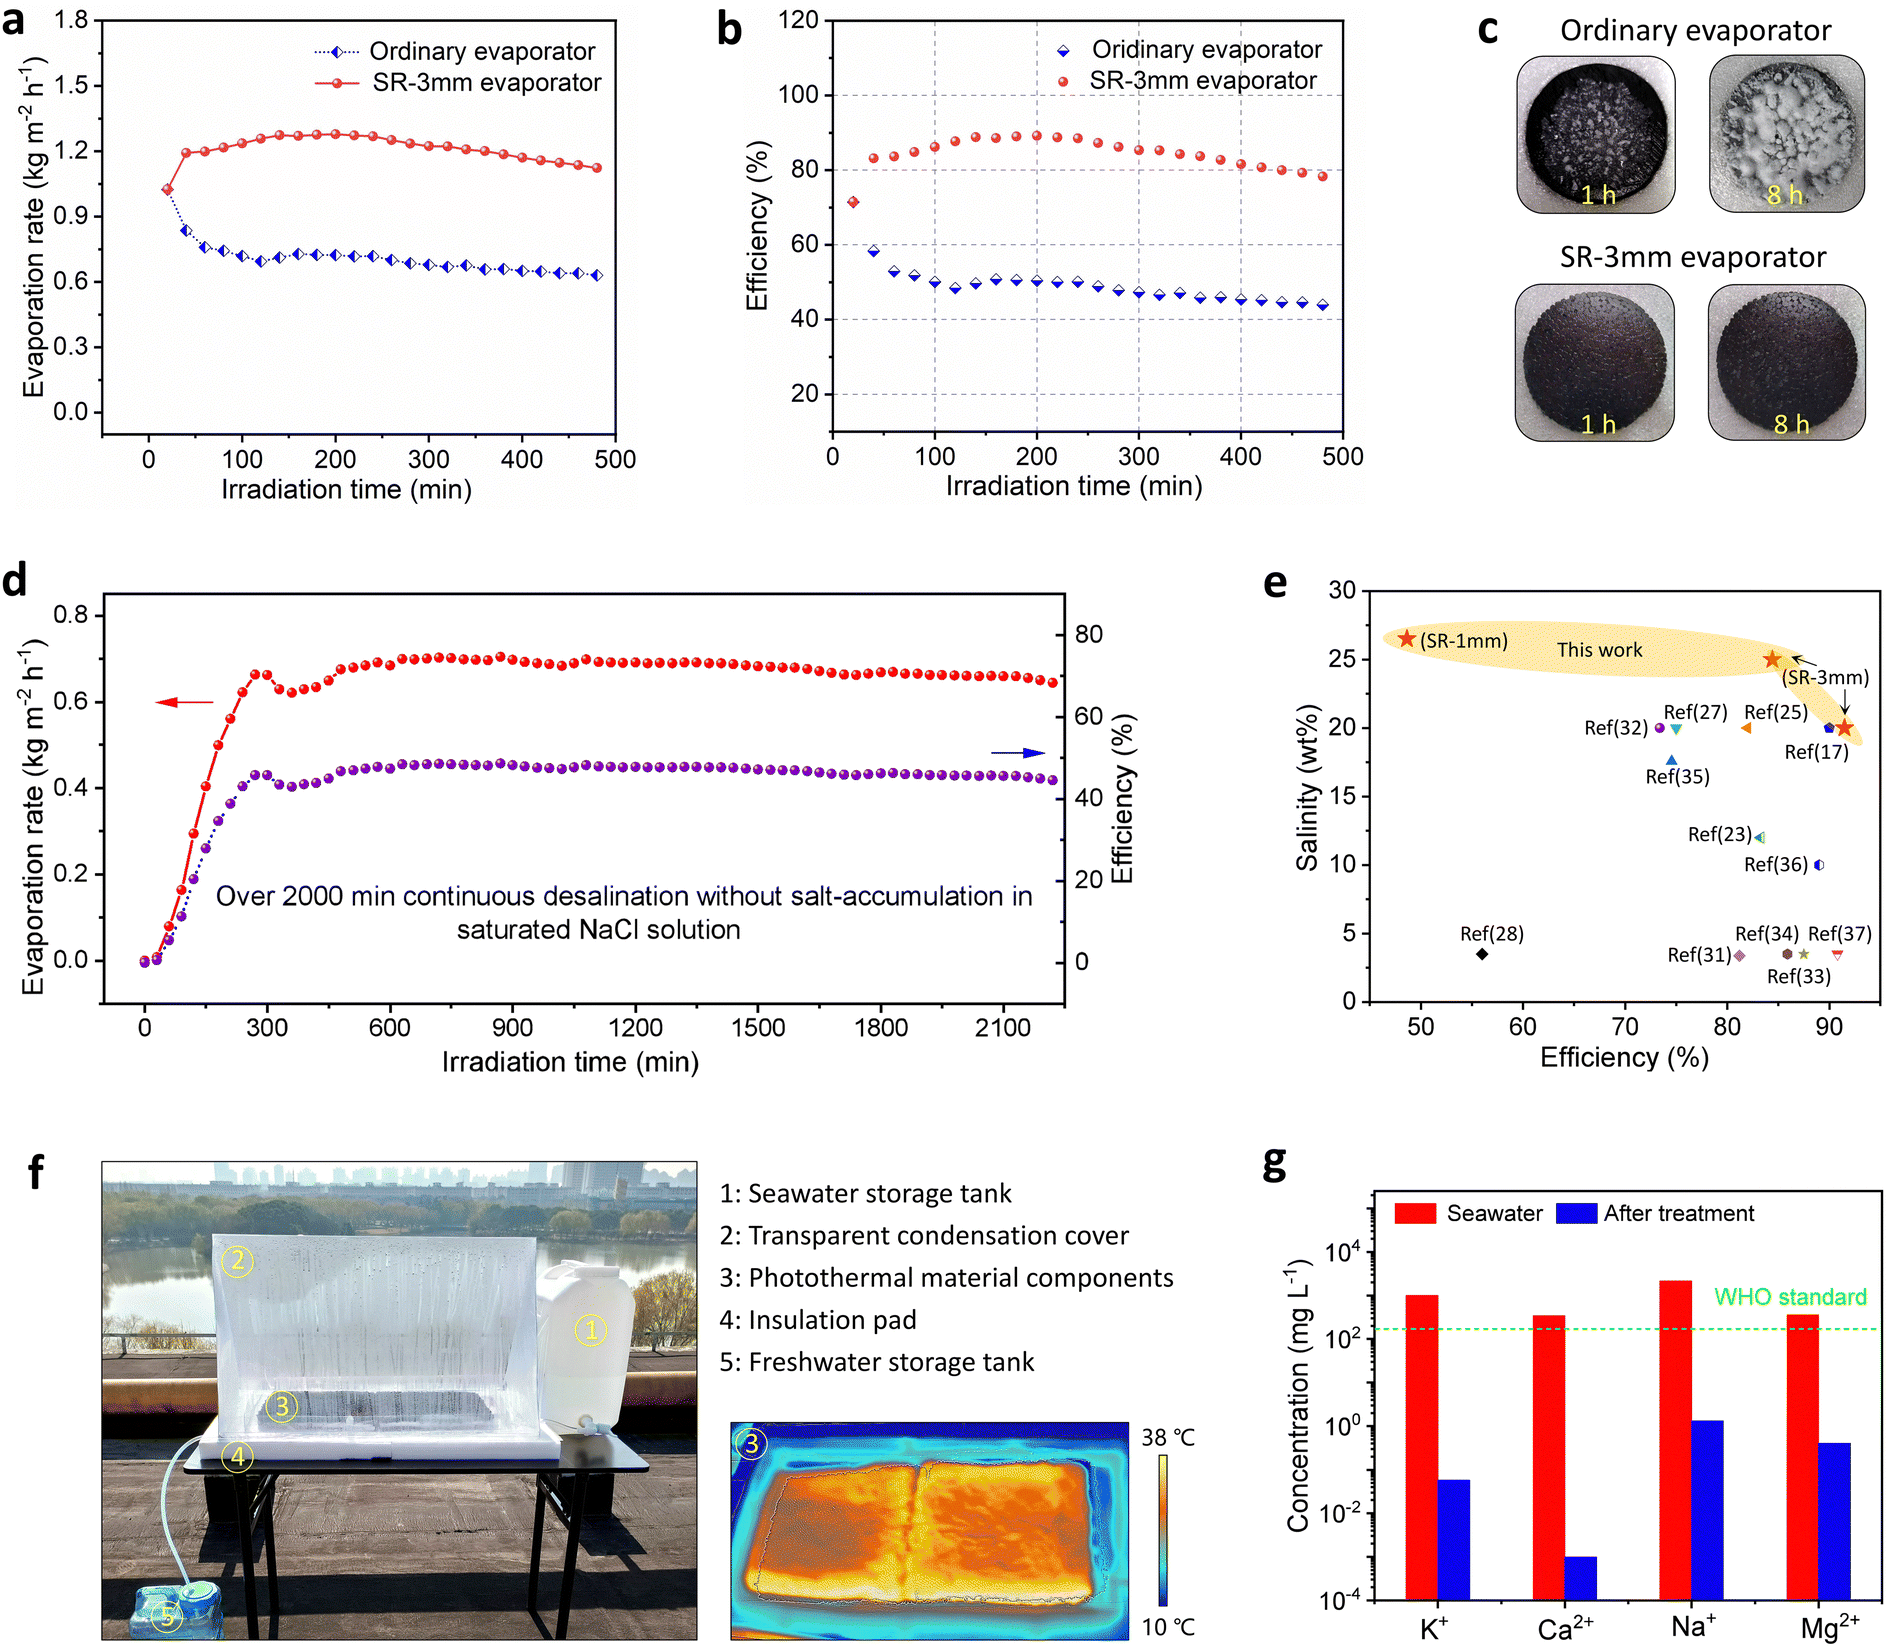 a
1.8
1.5
1.2
0.9
0.6
0.3
0.0
Evaporation rate (kg m-2 h-1)
Ordinary evaporator
SR-3mm evaporator
0 100 200 300 400 500
Irradiation time (min)
b
120
100
80
60
40
20
Efficiency (%)
Oridinary evaporator
SR-3mm evaporator
0 100 200 300 400 500
Irradiation time (min)
c
Ordinary evaporator
1 h
8 h
SR-3mm evaporator
1 h
8 h
d
0.8
0.6
0.4
0.2
0.0
Evaporation rate (kg m-2 h-1)
80
60
40
20
0
Efficiency (%)
Over 2000 min continuous desalination without salt-accumulation in
saturated NaCl solution
0 300 600 900 1200 1500 1800 2100
Irradiation time (min)
e
30
25
20
15
10
5
0
Salinity (wt%)
(SR-1mm)
This work
(SR-3mm)
Ref(32)
Ref(27)
Ref(25)
Ref(17)
Ref(35)
Ref(23)
Ref(36)
Ref(28)
Ref(34)
Ref(37)
Ref(31)
Ref(33)
50 60 70 80 90
Efficiency (%)
f
2
1
3
4
5
1: Seawater storage tank
2: Transparent condensation cover
3: Photothermal material components
4: Insulation pad
5: Freshwater storage tank
3
38 ℃
10 ℃
g
Seawater
After treatment
WHO standard
10^4
10^2
10^0
10^-2
10^-4
Concentration (mg L-1)
K+ Ca2+ Na+ Mg2+